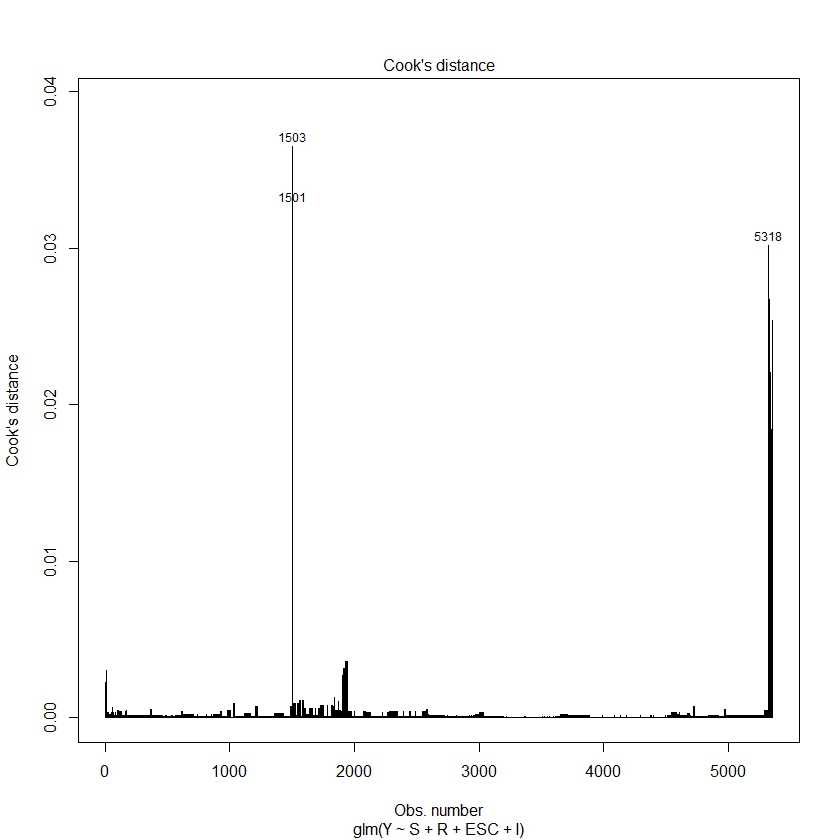 Cook's distance
0.04
1503
1501
0.03
5318
0.02
Cook's distance
0.01
0.00
0 1000 2000 3000 4000 5000
Obs. number
glm(Y ~ S + R + ESC + I)